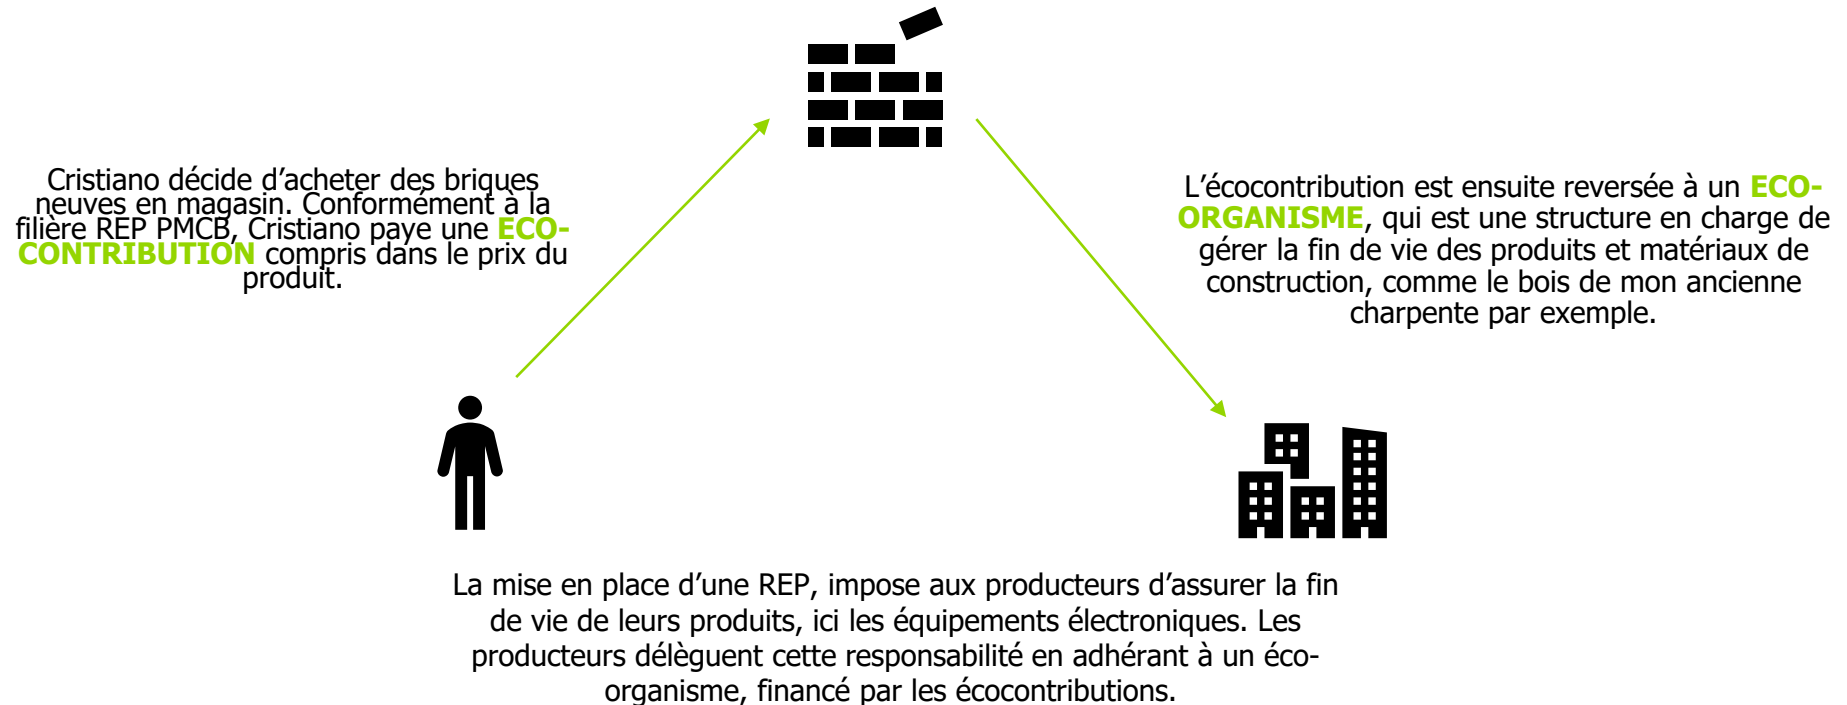 Cristiano décide d’acheter des briques
neuves en magasin. Conformément à la
filière REP PMCB, Cristiano paye une ECO-
CONTRIBUTION compris dans le prix du
produit.
L’écocontribution est ensuite reversée à un ECO-
ORGANISME, qui est une structure en charge de
gérer la fin de vie des produits et matériaux de
construction, comme le bois de mon ancienne
charpente par exemple.
La mise en place d’une REP, impose aux producteurs d’assurer la fin
de vie de leurs produits, ici les équipements électroniques. Les
producteurs délèguent cette responsabilité en adhérant à un éco-
organisme, financé par les écocontributions.